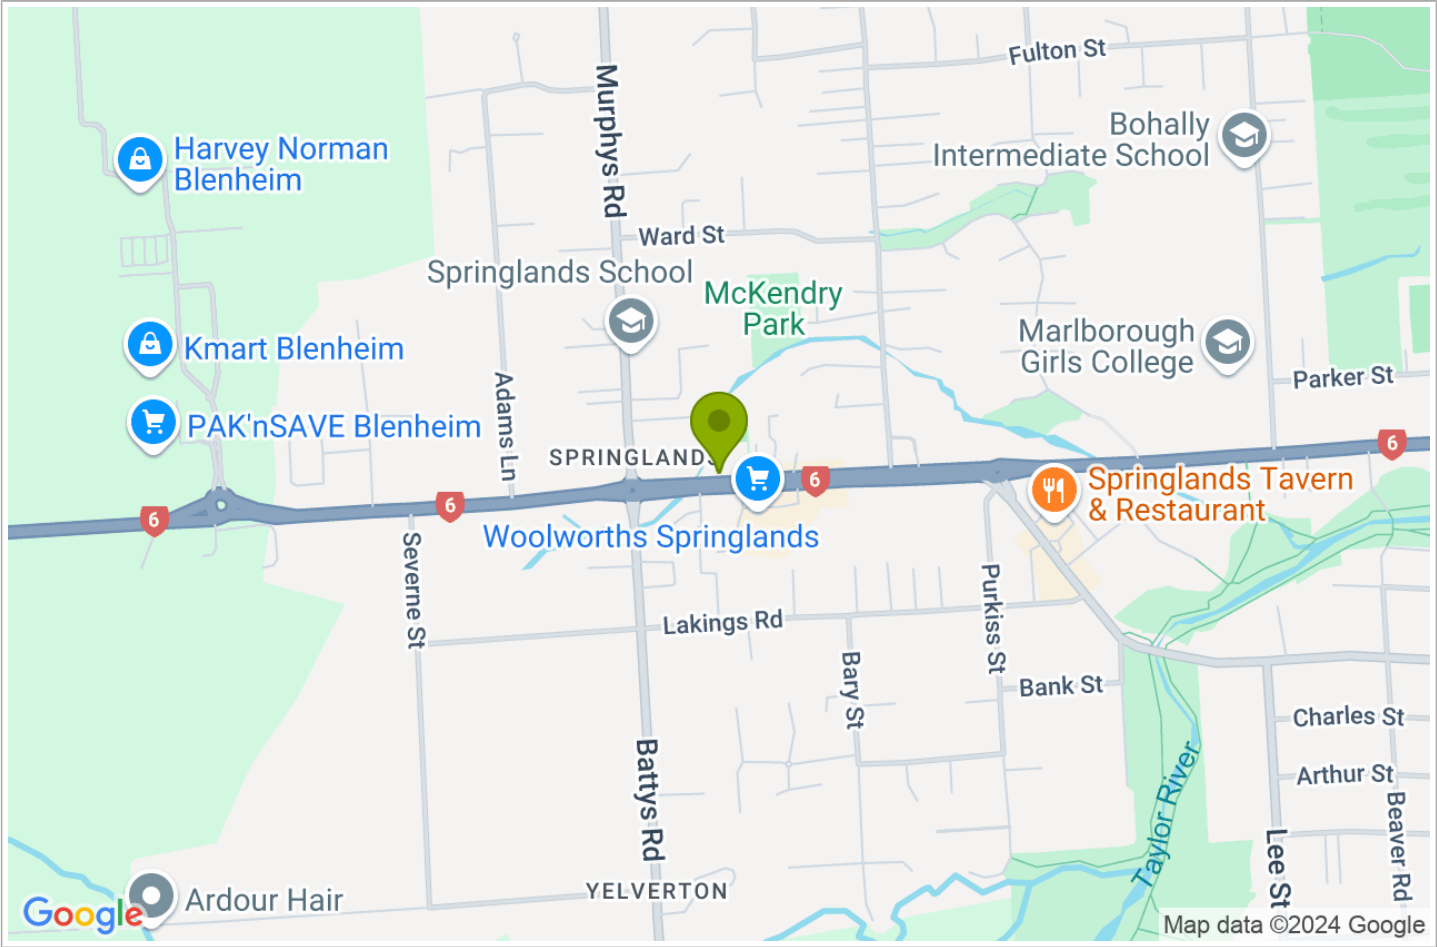 Fulton St
Murphys Rd
Bohally
Intermediate School
Harvey Norman
Blenheim
Ward St
Springlands School
McKendry
Park
Marlborough
Girls College
Kmart Blenheim
Parker St
Adams Ln
PAK'nSAVE Blenheim
SPRINGLANDS
6
6
6
6
Springlands Tavern
& Restaurant
Woolworths Springlands
Severne St
Purkiss St
Lakings Rd
Bary St
Bank St
Charles St
Battys Rd
Taylor River
Arthur St
Beaver Rd
Lee St
YELVERTON
Ardour Hair
Google
Map data ©2024 Google